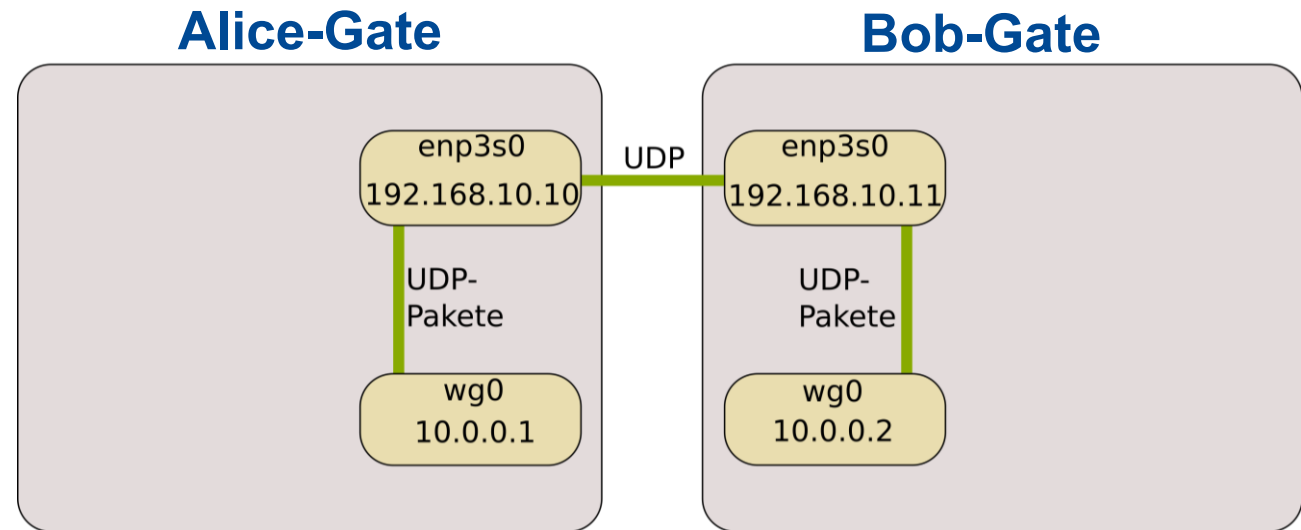 Alice-Gate
Bob-Gate
enp3s0
192.168.10.10
UDP
enp3s0
192.168.10.11
UDP-
Pakete
UDP-
Pakete
wg0
10.0.0.1
wg0
10.0.0.2